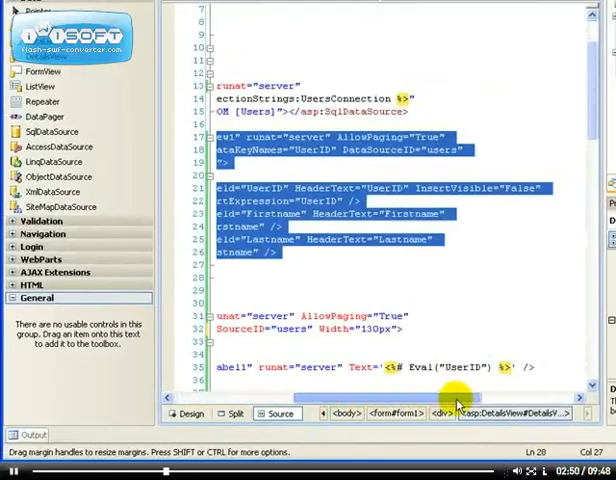 Pointer
iWiSOFT
flash-swf-converter.com
DetailsView
FormView
ListView
Repeater
DataPager
SqlDataSource
AccessDataSource
LinqDataSource
ObjectDataSource
XmlDataSource
SiteMapDataSource
Validation
Navigation
Login
WebParts
AJAX Extensions
HTML
General
There are no usable controls in this
group. Drag an item onto this text
to add it to the toolbox.
7
8
9
10
11
12
13 runat="server"
14 ectionStrings:UsersConnection %>"
15 OM [Users]"></asp:SqlDataSource>
16
17 ew1" runat="server" AllowPaging="True"
18 ataKeyNames="UserID" DataSourceID="users"
19 ">
20
21 eld="UserID" HeaderText="UserID" InsertVisible="False"
22 rtExpression="UserID" />
23 eld="Firstname" HeaderText="Firstname"
24 rstname" />
25 eld="Lastname" HeaderText="Lastname"
26 stname" />
27
28
29
30
31 unat="server" AllowPaging="True"
32 SourceID="users" Width="130px">
33
34
35 abel1" runat="server" Text='<%# Eval("UserID") %>' />
36
Design Split Source <body> <form#form1> <div> <asp:DetailsView#DetailsV...>
Output
Drag margin handles to resize margins. Press SHIFT or CTRL for more options. Ln 28 Col 27
02:50 / 09:48